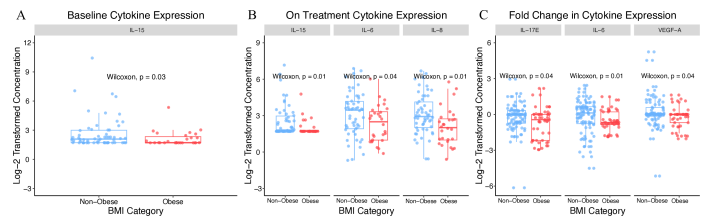 A Baseline Cytokine Expression
IL−15
Log−2 Transformed Concentration
12
9
6
3
0
−3
Wilcoxon, p = 0.03
Non−Obese Obese
BMI Category
B On Treatment Cytokine Expression
IL−15 IL−6 IL−8
Log−2 Transformed Concentration
9
6
3
0
−3
Wilcoxon, p = 0.01 Wilcoxon, p = 0.04 Wilcoxon, p = 0.01
Non−Obese Obese Non−Obese Obese Non−Obese Obese
BMI Category
C Fold Change in Cytokine Expression
IL−17E IL−6 VEGF−A
Log−2 Transformed Concentration
6
3
0
−3
−6
Wilcoxon, p = 0.04 Wilcoxon, p = 0.01 Wilcoxon, p = 0.04
Non−Obese Obese Non−Obese Obese Non−Obese Obese
BMI Category